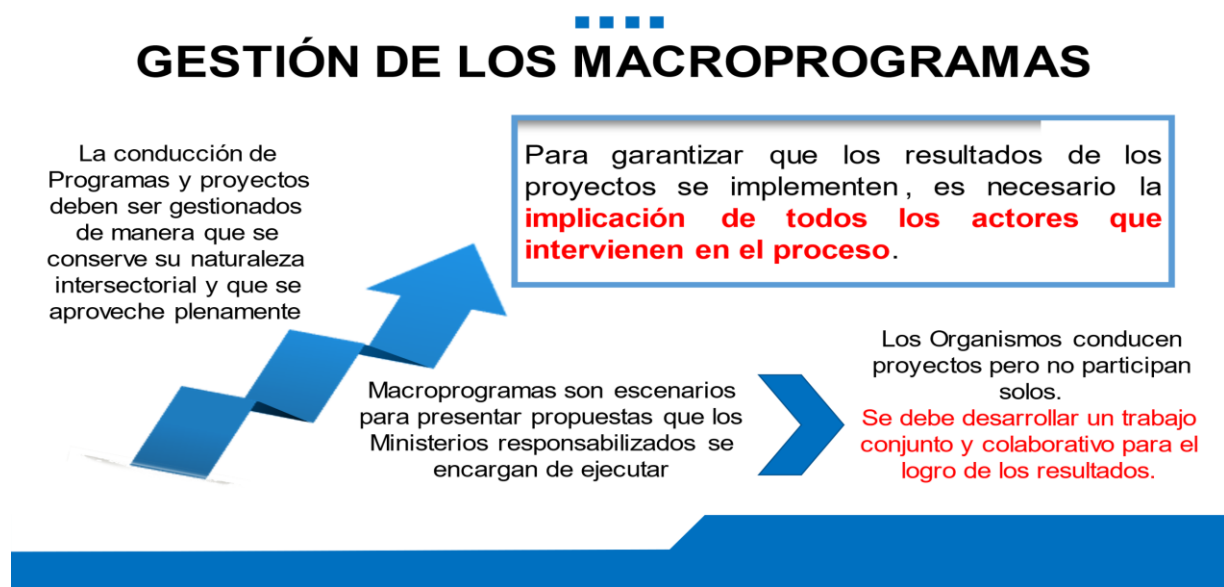 GESTIÓN DE LOS MACROPROGRAMAS
La conducción de
Programas y proyectos
deben ser gestionados
de manera que se
conserve su naturaleza
intersectorial y que se
aproveche plenamente
Para garantizar que los resultados de los
proyectos se implementen, es necesario la
implicación de todos los actores que
intervienen en el proceso.
Macroprogramas son escenarios
para presentar propuestas que los
Ministerios responsabilizados se
encargan de ejecutar
Los Organismos conducen
proyectos pero no participan
solos.
Se debe desarrollar un trabajo
conjunto y colaborativo para el
logro de los resultados.